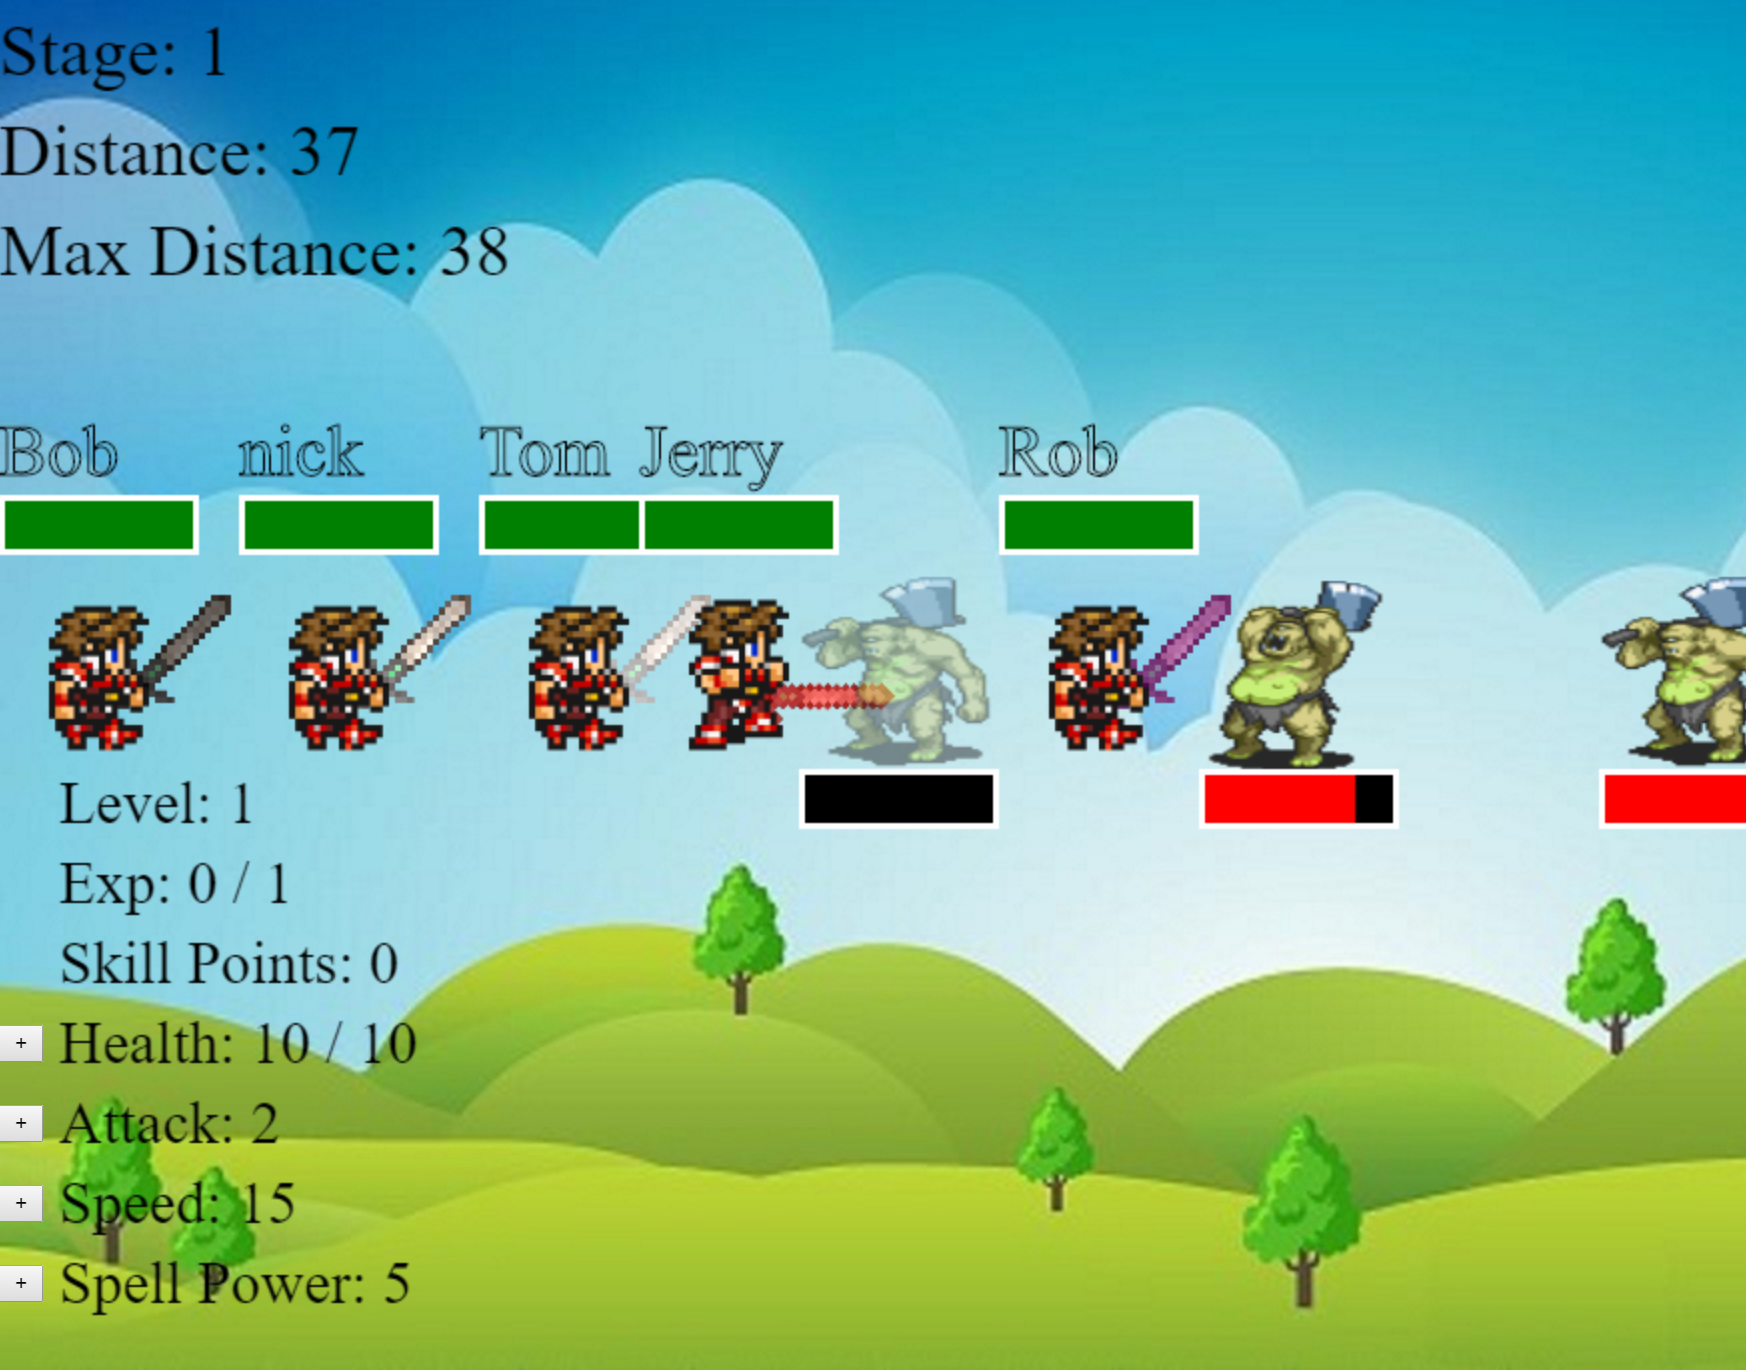 Stage: 1
Distance: 37
Max Distance: 38
Bob nick Tom Jerry Rob
Level: 1
Exp: 0 / 1
Skill Points: 0
+ Health: 10 / 10
+ Attack: 2
+ Speed: 15
+ Spell Power: 5